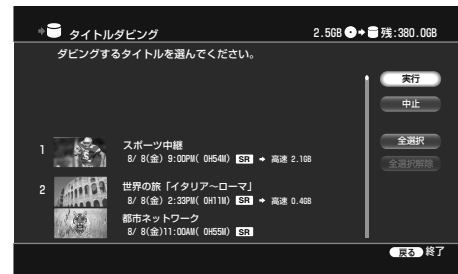 タイトルダビング
2.5GB 残:380.0GB
ダビングするタイトルを選んでください。
実行
中止
全選択
全選択解除
1 スポーツ中継
8/ 8(金) 9:00PM( 0H54M) SR 高速 2.1GB
2 世界の旅「イタリア～ローマ」
8/ 8(金) 2:33PM( 0H11M) SR 高速 0.4GB
都市ネットワーク
8/ 8(金)11:00AM( 0H55M) SR
戻る 終了